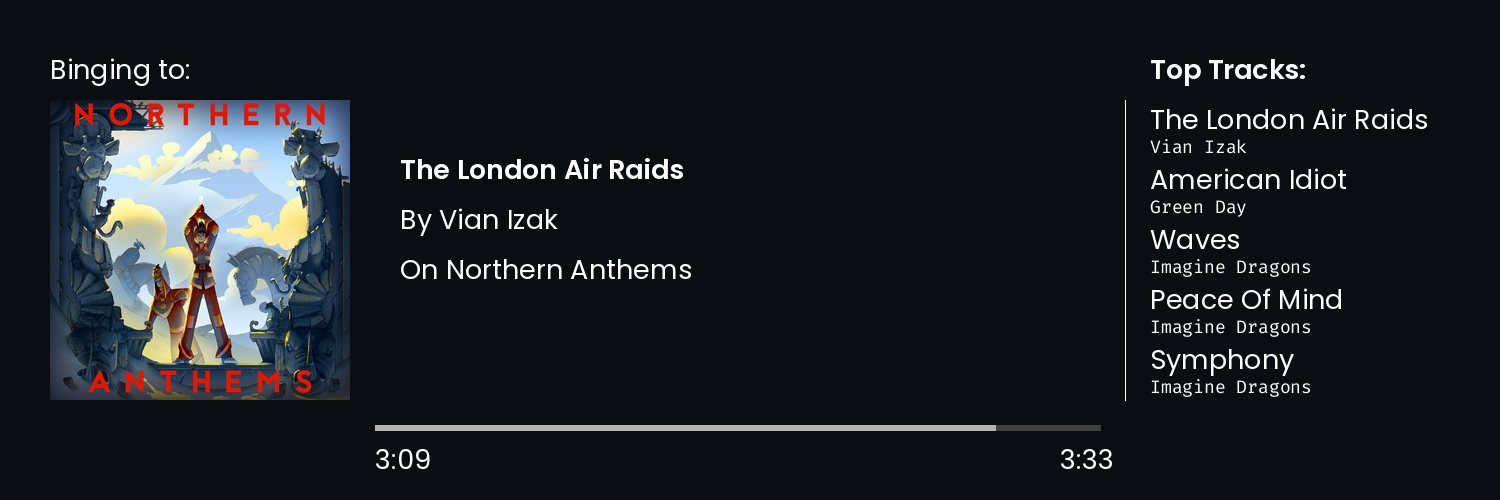 Binging to:
NORTHERN
ANTHEMS
The London Air Raids
By Vian Izak
On Northern Anthems
3:09
3:33
Top Tracks:
The London Air Raids
Vian Izak
American Idiot
Green Day
Waves
Imagine Dragons
Peace Of Mind
Imagine Dragons
Symphony
Imagine Dragons